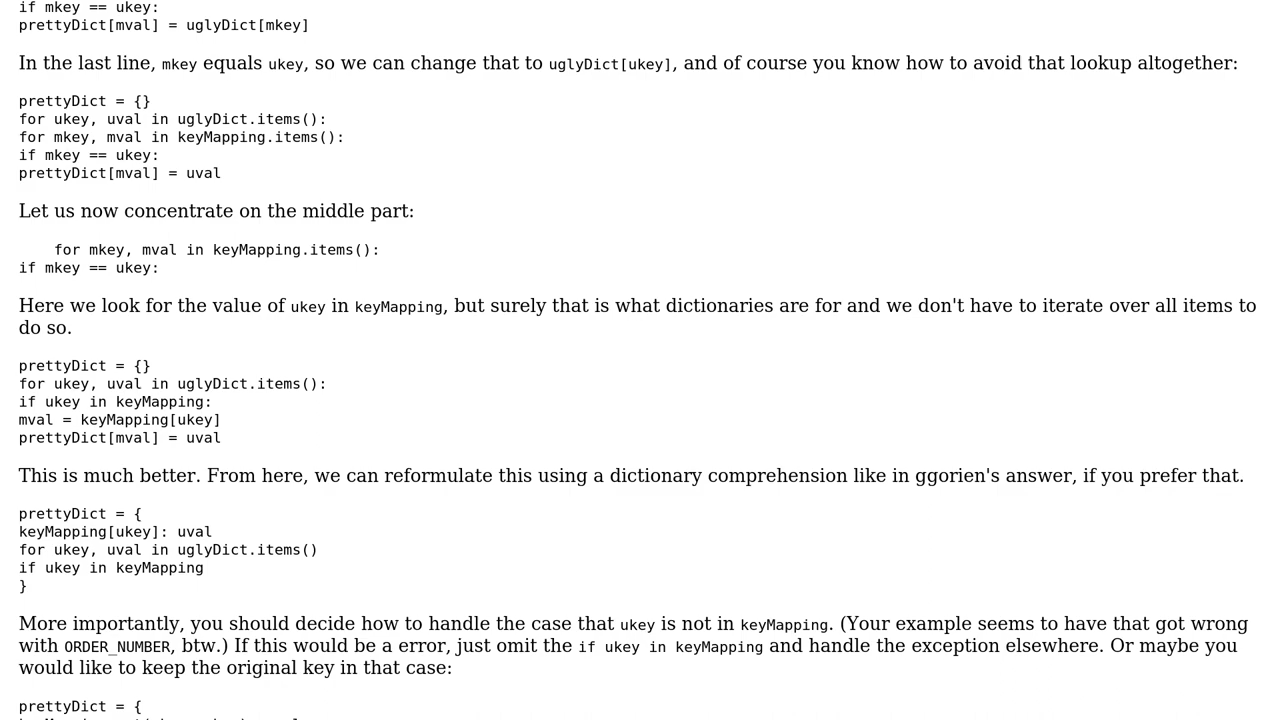 if mkey == ukey:
prettyDict[mval] = uglyDict[mkey]
In the last line, mkey equals ukey, so we can change that to uglyDict[ukey], and of course you know how to avoid that lookup altogether:
prettyDict = {}
for ukey, uval in uglyDict.items():
for mkey, mval in keyMapping.items():
if mkey == ukey:
prettyDict[mval] = uval
Let us now concentrate on the middle part:
    for mkey, mval in keyMapping.items():
if mkey == ukey:
Here we look for the value of ukey in keyMapping, but surely that is what dictionaries are for and we don't have to iterate over all items to
do so.
prettyDict = {}
for ukey, uval in uglyDict.items():
if ukey in keyMapping:
mval = keyMapping[ukey]
prettyDict[mval] = uval
This is much better. From here, we can reformulate this using a dictionary comprehension like in ggorien's answer, if you prefer that.
prettyDict = {
keyMapping[ukey]: uval
for ukey, uval in uglyDict.items()
if ukey in keyMapping
}
More importantly, you should decide how to handle the case that ukey is not in keyMapping. (Your example seems to have that got wrong
with ORDER_NUMBER, btw.) If this would be a error, just omit the if ukey in keyMapping and handle the exception elsewhere. Or maybe you
would like to keep the original key in that case:
prettyDict = {